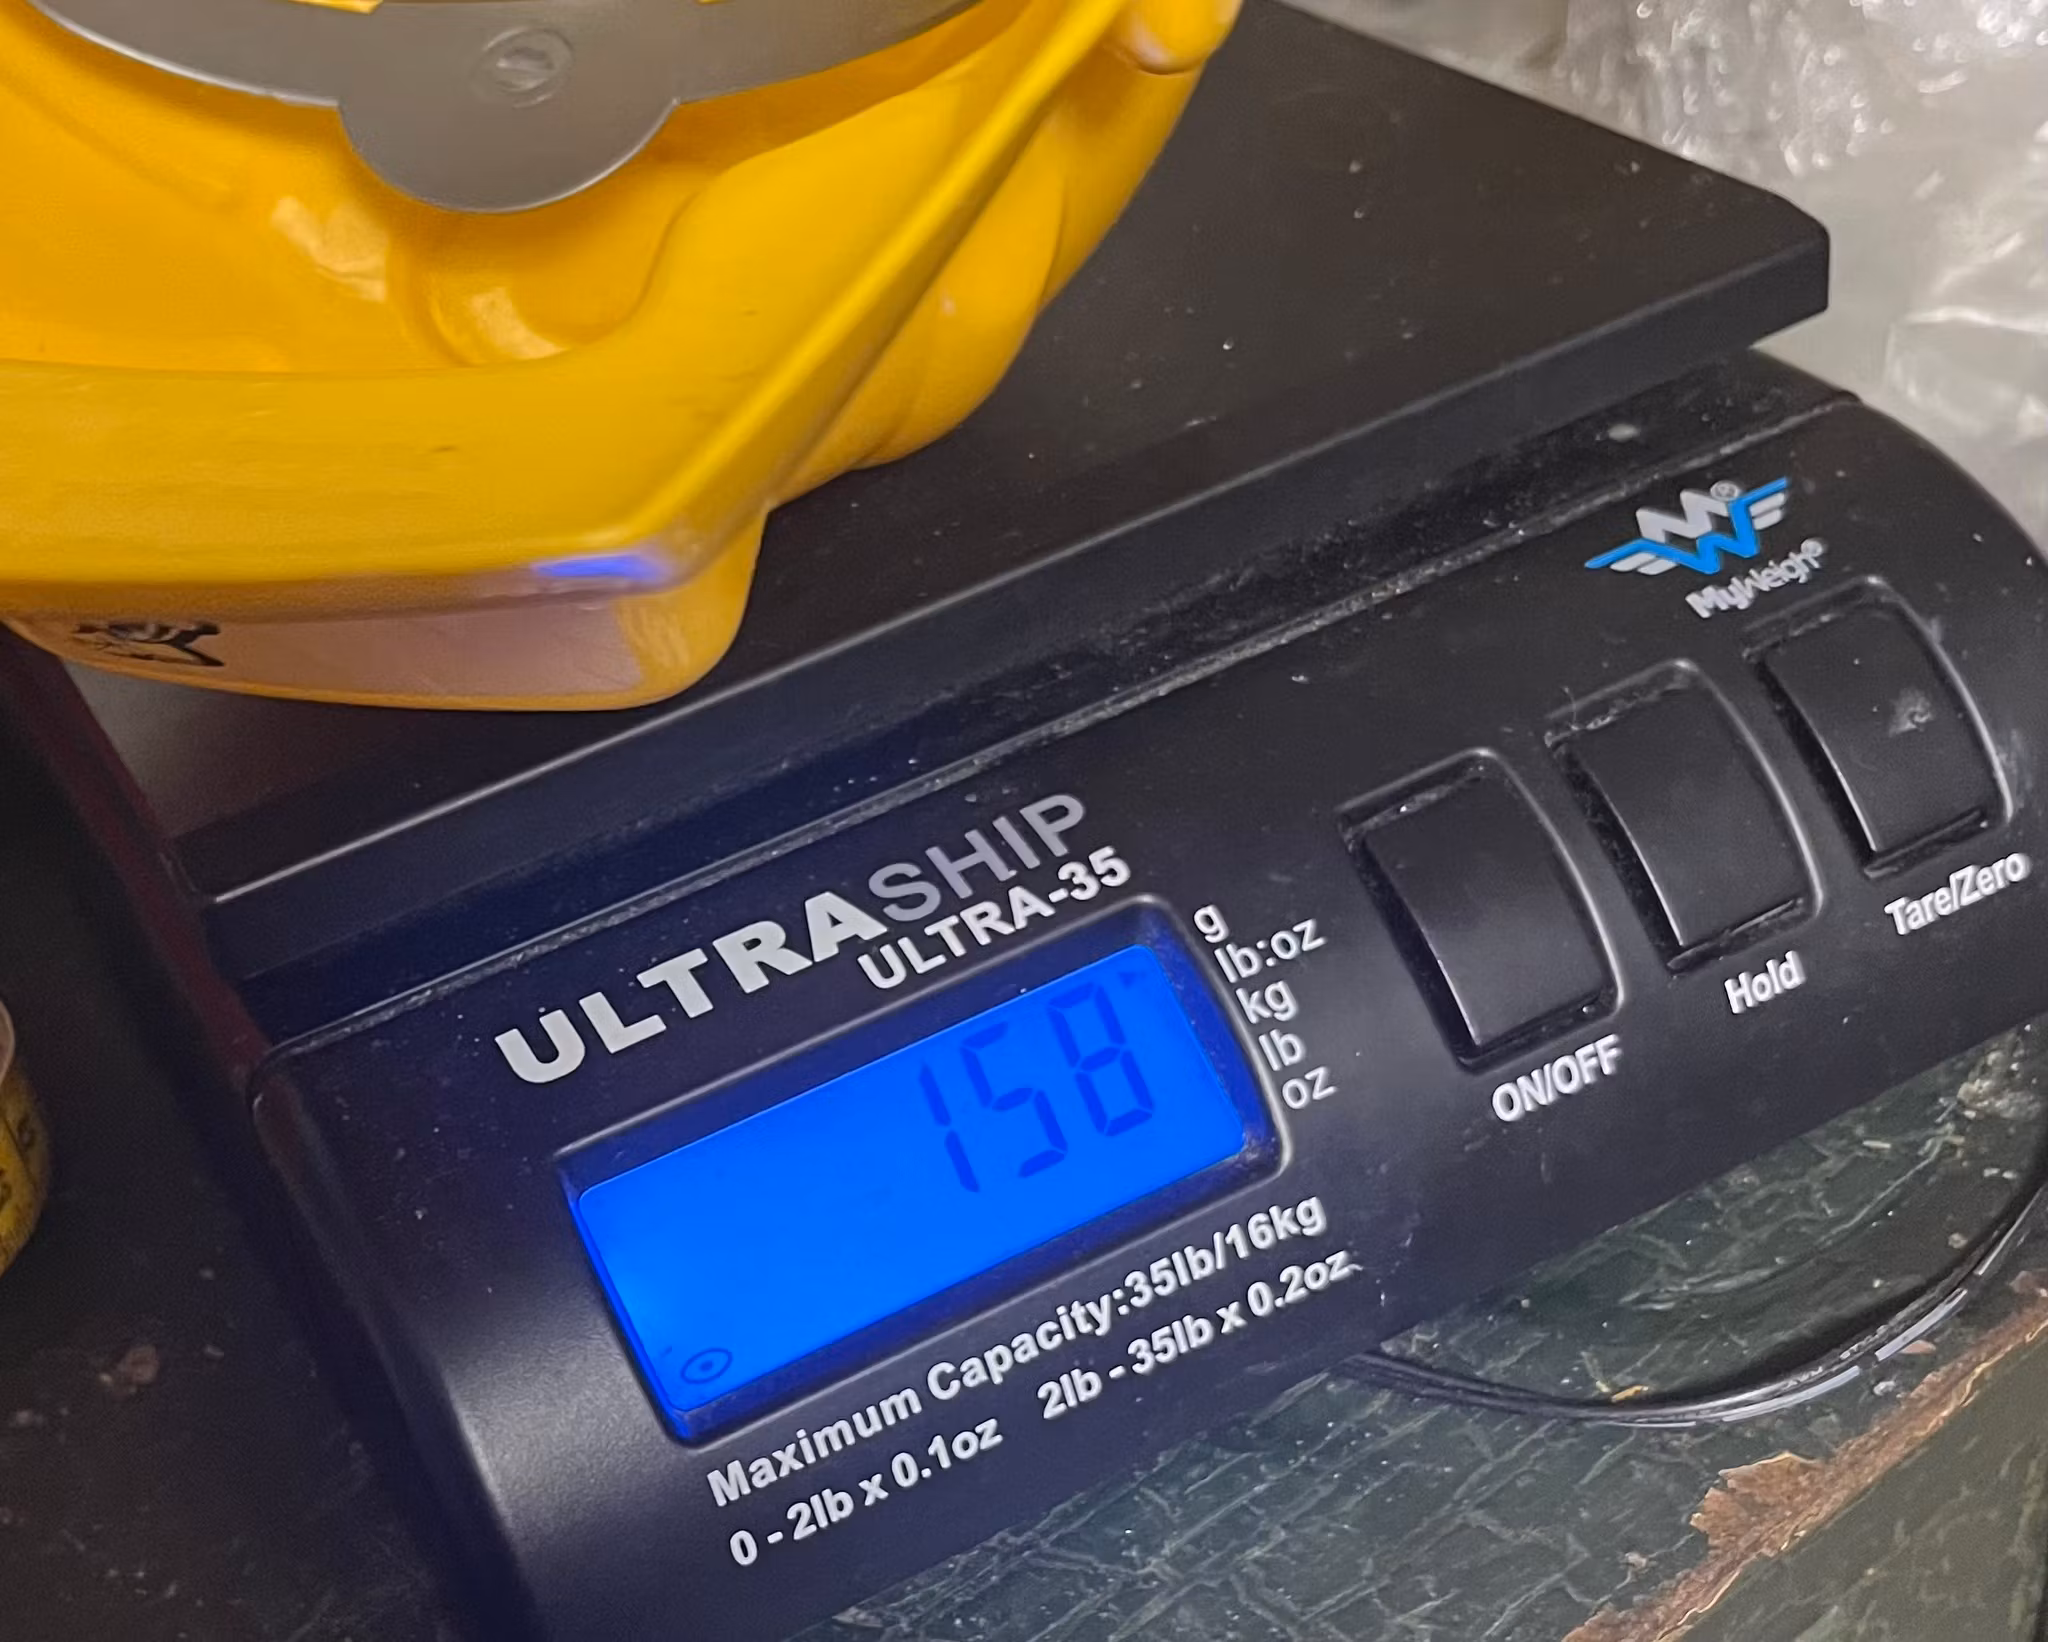 MyWeigh®
ULTRASHIP
ULTRA-35
g
lb:oz
kg
lb
oz
158
ON/OFF
Hold
Tare/Zero
Maximum Capacity:35lb/16kg
0 - 2lb x 0.1oz 2lb - 35lb x 0.2oz